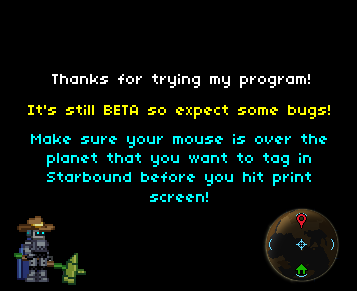 Thanks for trying my program!
It's still BETA so expect some bugs!
Make sure your mouse is over the
planet that you want to tag in
Starbound before you hit print
screen!